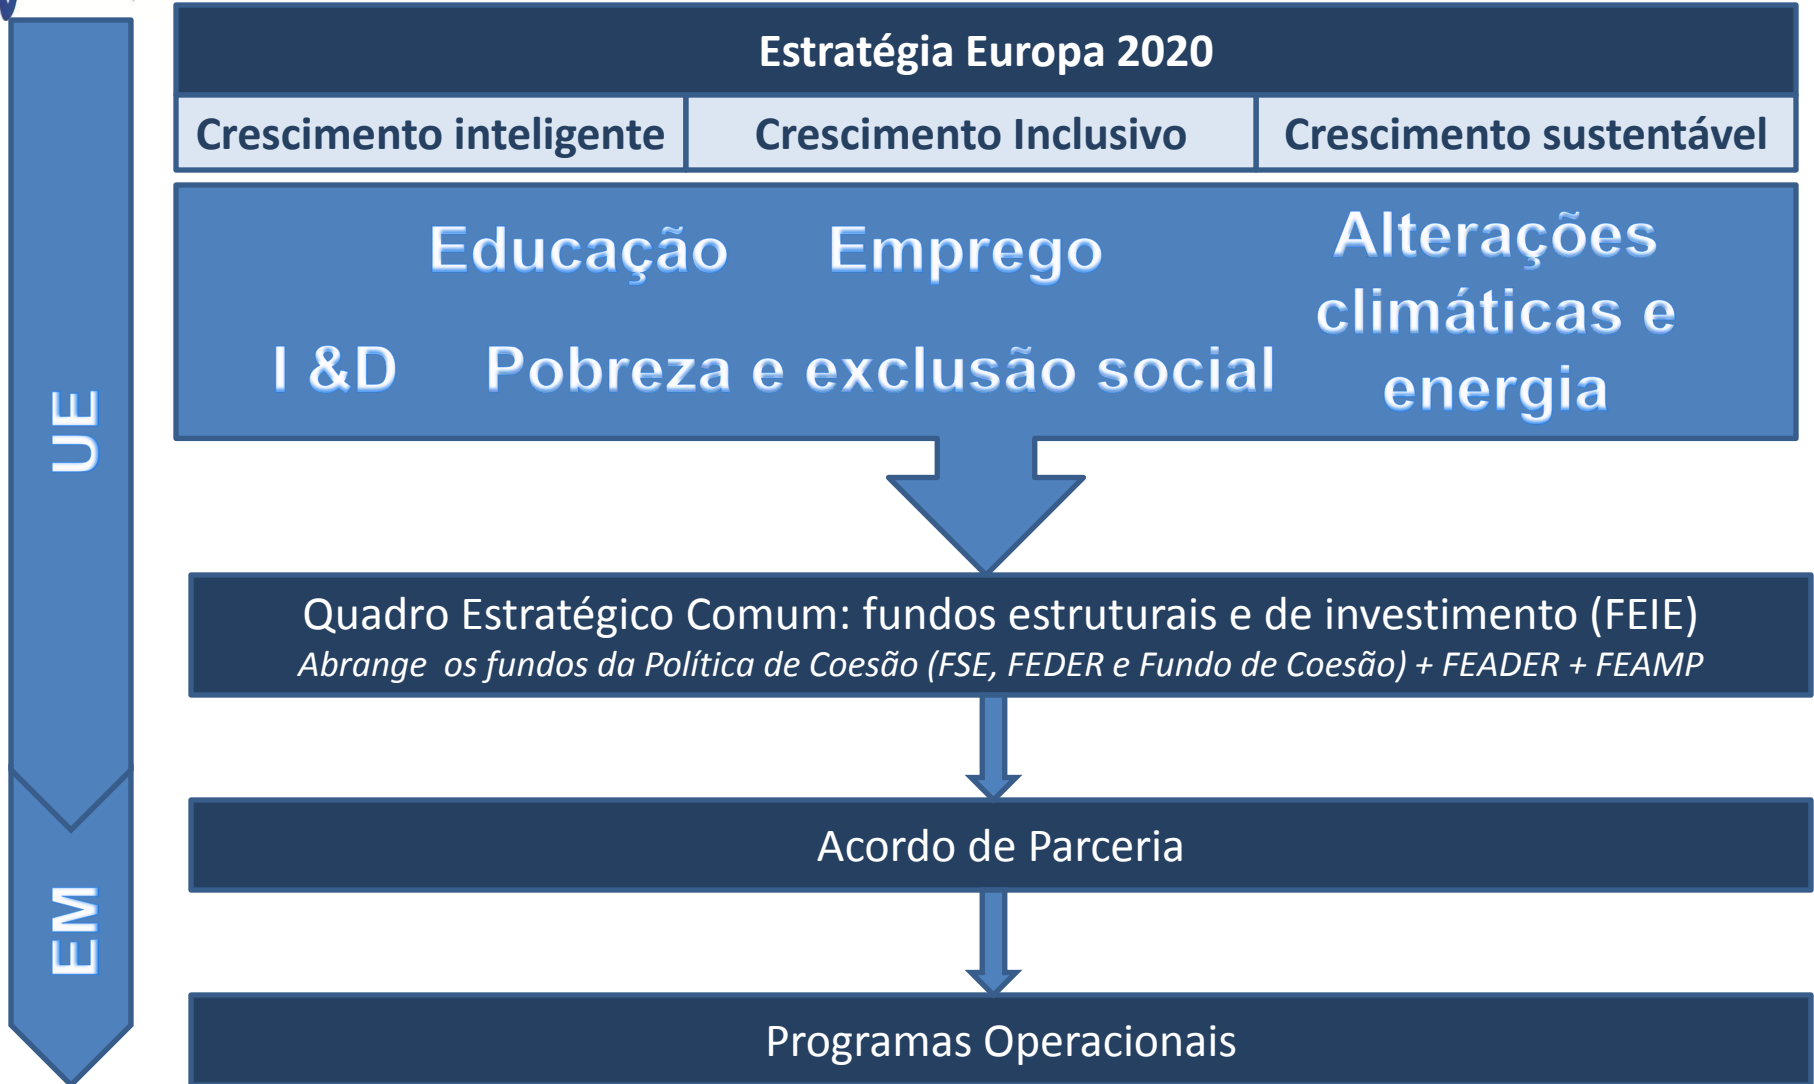 Estratégia Europa 2020
Crescimento inteligente
Crescimento Inclusivo
Crescimento sustentável
Educação
Emprego
Alterações
climáticas e
energia
I &D
Pobreza e exclusão social
UE
Quadro Estratégico Comum: fundos estruturais e de investimento (FEIE)
Abrange os fundos da Política de Coesão (FSE, FEDER e Fundo de Coesão) + FEADER + FEAMP
Acordo de Parceria
EM
Programas Operacionais